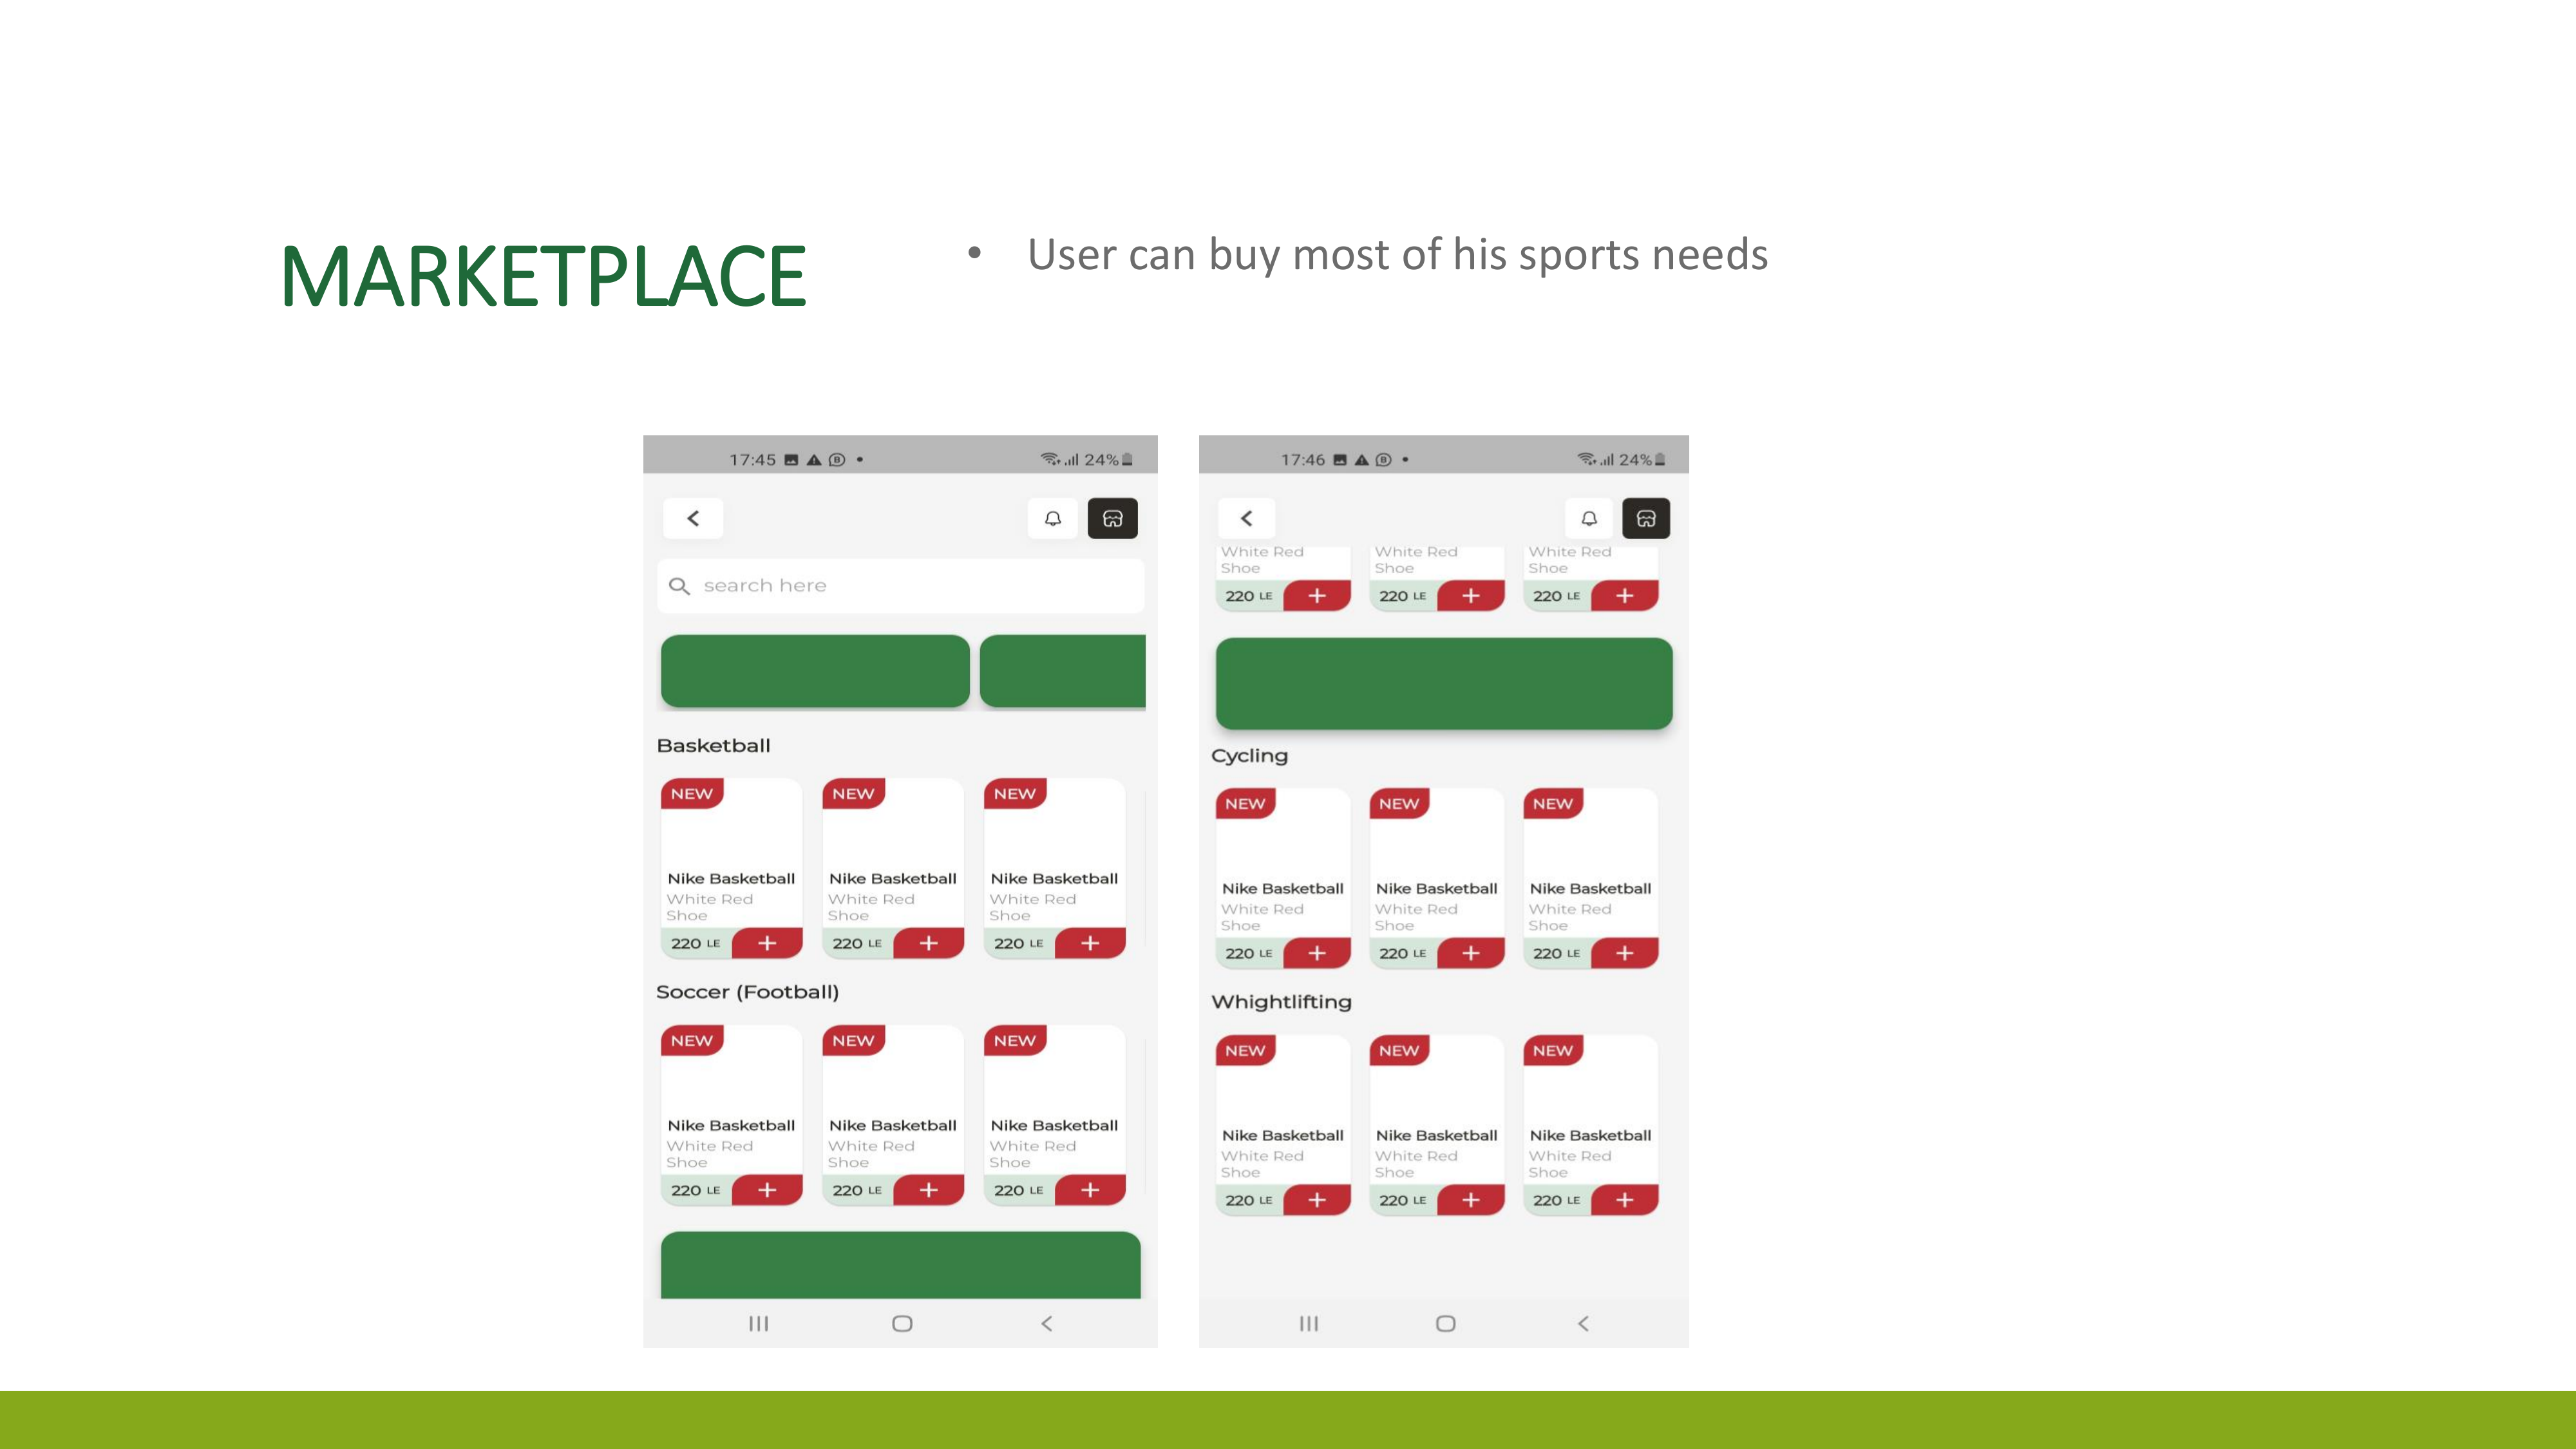 MARKETPLACE
• User can buy most of his sports needs
17:45
24%
search here
Basketball
NEW NEW NEW
Nike Basketball Nike Basketball Nike Basketball
White Red White Red White Red
Shoe Shoe Shoe
220 LE + 220 LE + 220 LE +
Soccer (Football)
NEW NEW NEW
Nike Basketball Nike Basketball Nike Basketball
White Red White Red White Red
Shoe Shoe Shoe
220 LE + 220 LE + 220 LE +
17:46
24%
White Red White Red White Red
Shoe Shoe Shoe
220 LE + 220 LE + 220 LE +
Cycling
NEW NEW NEW
Nike Basketball Nike Basketball Nike Basketball
White Red White Red White Red
Shoe Shoe Shoe
220 LE + 220 LE + 220 LE +
Whightlifting
NEW NEW NEW
Nike Basketball Nike Basketball Nike Basketball
White Red White Red White Red
Shoe Shoe Shoe
220 LE + 220 LE + 220 LE +